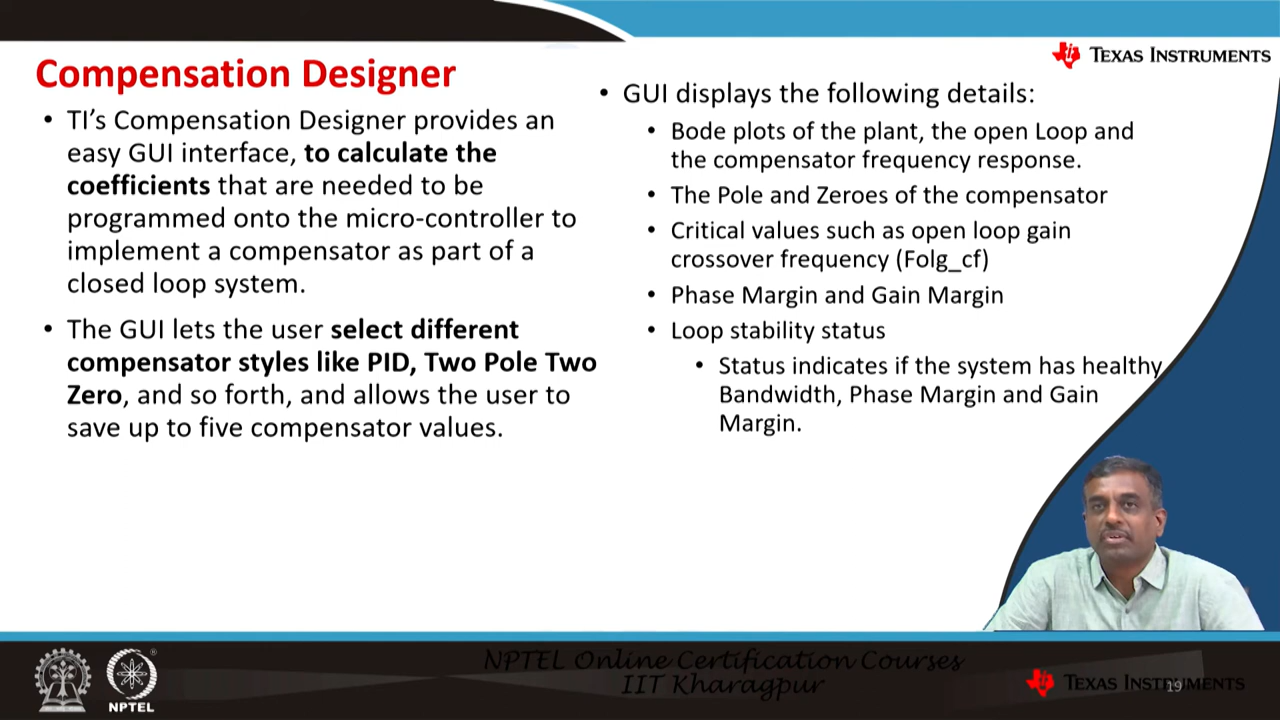 Compensation Designer
• TI's Compensation Designer provides an
easy GUI interface, to calculate the
coefficients that are needed to be
programmed onto the micro-controller to
implement a compensator as part of a
closed loop system.
• The GUI lets the user select different
compensator styles like PID, Two Pole Two
Zero, and so forth, and allows the user to
save up to five compensator values.
TEXAS INSTRUMENTS
• GUI displays the following details:
• Bode plots of the plant, the open Loop and
the compensator frequency response.
• The Pole and Zeroes of the compensator
• Critical values such as open loop gain
crossover frequency (Folg_cf)
• Phase Margin and Gain Margin
• Loop stability status
• Status indicates if the system has healthy
Bandwidth, Phase Margin and Gain
Margin.
NPTEL
NPTEL Online Certification Courses
IIT Kharagpur
TEXAS INSTRUMENTS
19